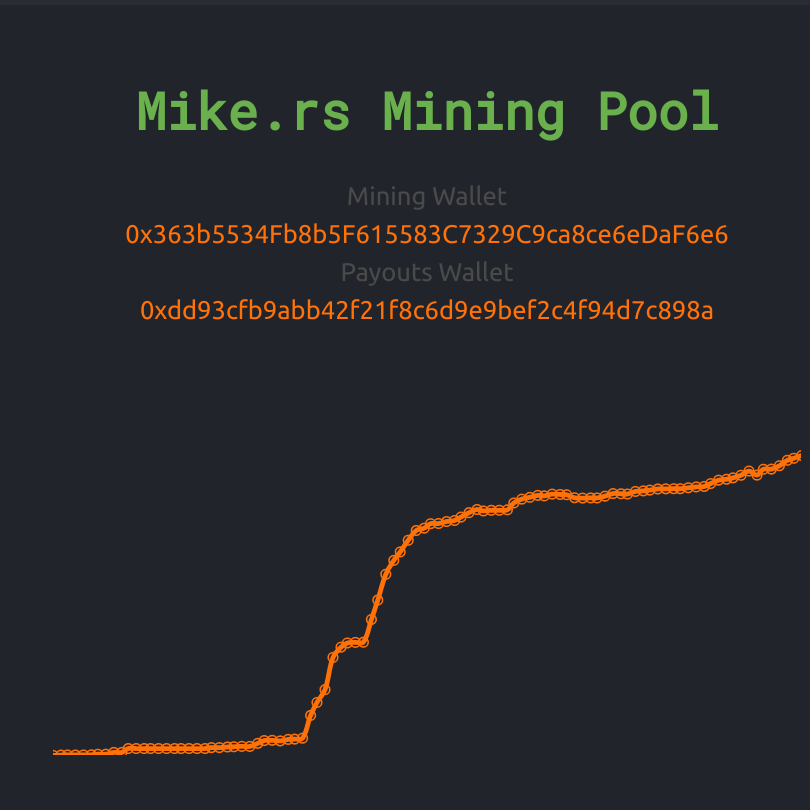 Mike.rs Mining Pool
Mining Wallet
0x363b5534Fb8b5F615583C7329C9ca8ce6eDaF6e6
Payouts Wallet
0xdd93cfb9abb42f21f8c6d9e9bef2c4f94d7c898a